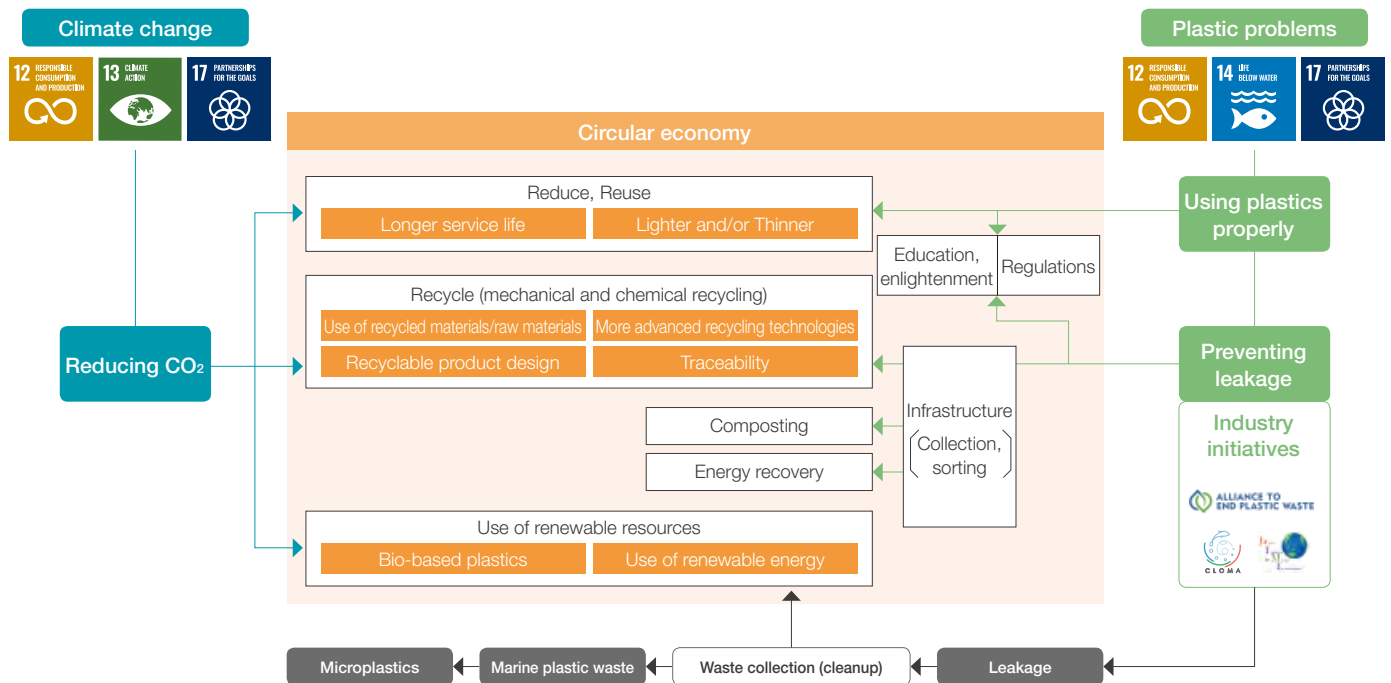 Climate change
Plastic problems
12 RESPONSIBLE
CONSUMPTION
AND PRODUCTION
13 CLIMATE
ACTION
17 PARTNERSHIPS
FOR THE GOALS
12 RESPONSIBLE
CONSUMPTION
AND PRODUCTION
14 LIFE
BELOW WATER
17 PARTNERSHIPS
FOR THE GOALS
Circular economy
Reduce, Reuse
Longer service life
Lighter and/or Thinner
Using plastics
properly
Education,
enlightenment
Regulations
Recycle (mechanical and chemical recycling)
Use of recycled materials/raw materials
More advanced recycling technologies
Recyclable product design
Traceability
Reducing CO₂
Preventing
leakage
Infrastructure
(Collection,
sorting)
Composting
Energy recovery
Industry
initiatives
ALLIANCE TO
END PLASTIC WASTE
CLOMA
Use of renewable resources
Bio-based plastics
Use of renewable energy
Microplastics
Marine plastic waste
Waste collection (cleanup)
Leakage